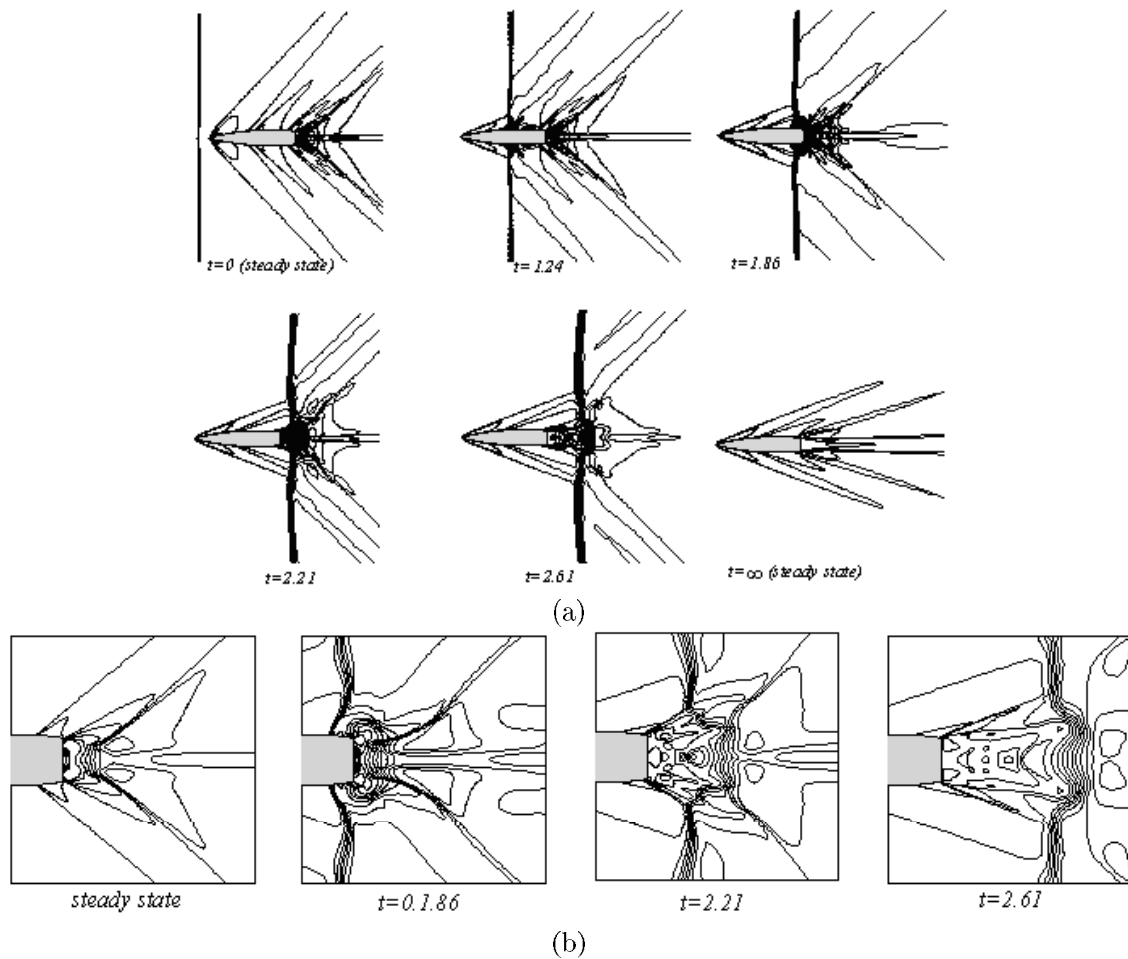 t=0 (steady state)
t=1.24
t=1.86
t=2.21
t=2.61
t=∞ (steady state)
(a)
steady state
t=0.1.86
t=2.21
t=2.61
(b)